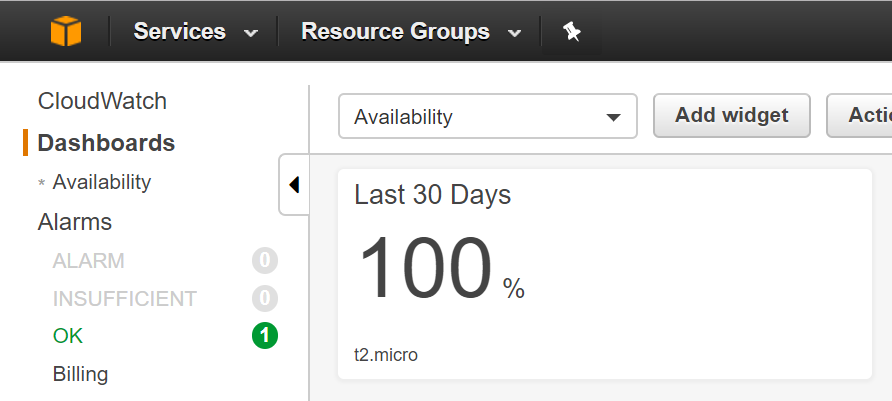 Services
Resource Groups
CloudWatch
Dashboards
* Availability
Alarms
ALARM 0
INSUFFICIENT 0
OK 1
Billing
Availability
Add widget
Acti
Last 30 Days
100 %
t2.micro